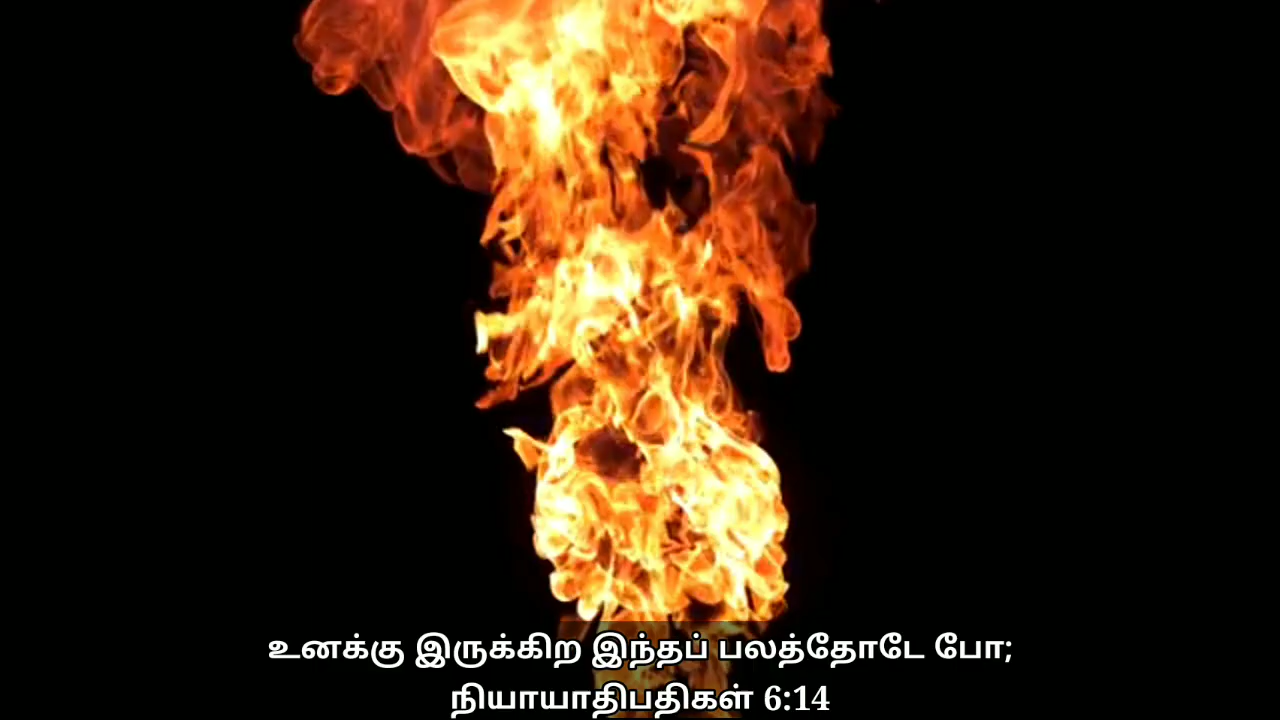 உனக்கு இருக்கிற இந்தப் பலத்தோடே போ;
நியாயாதிபதிகள் 6:14